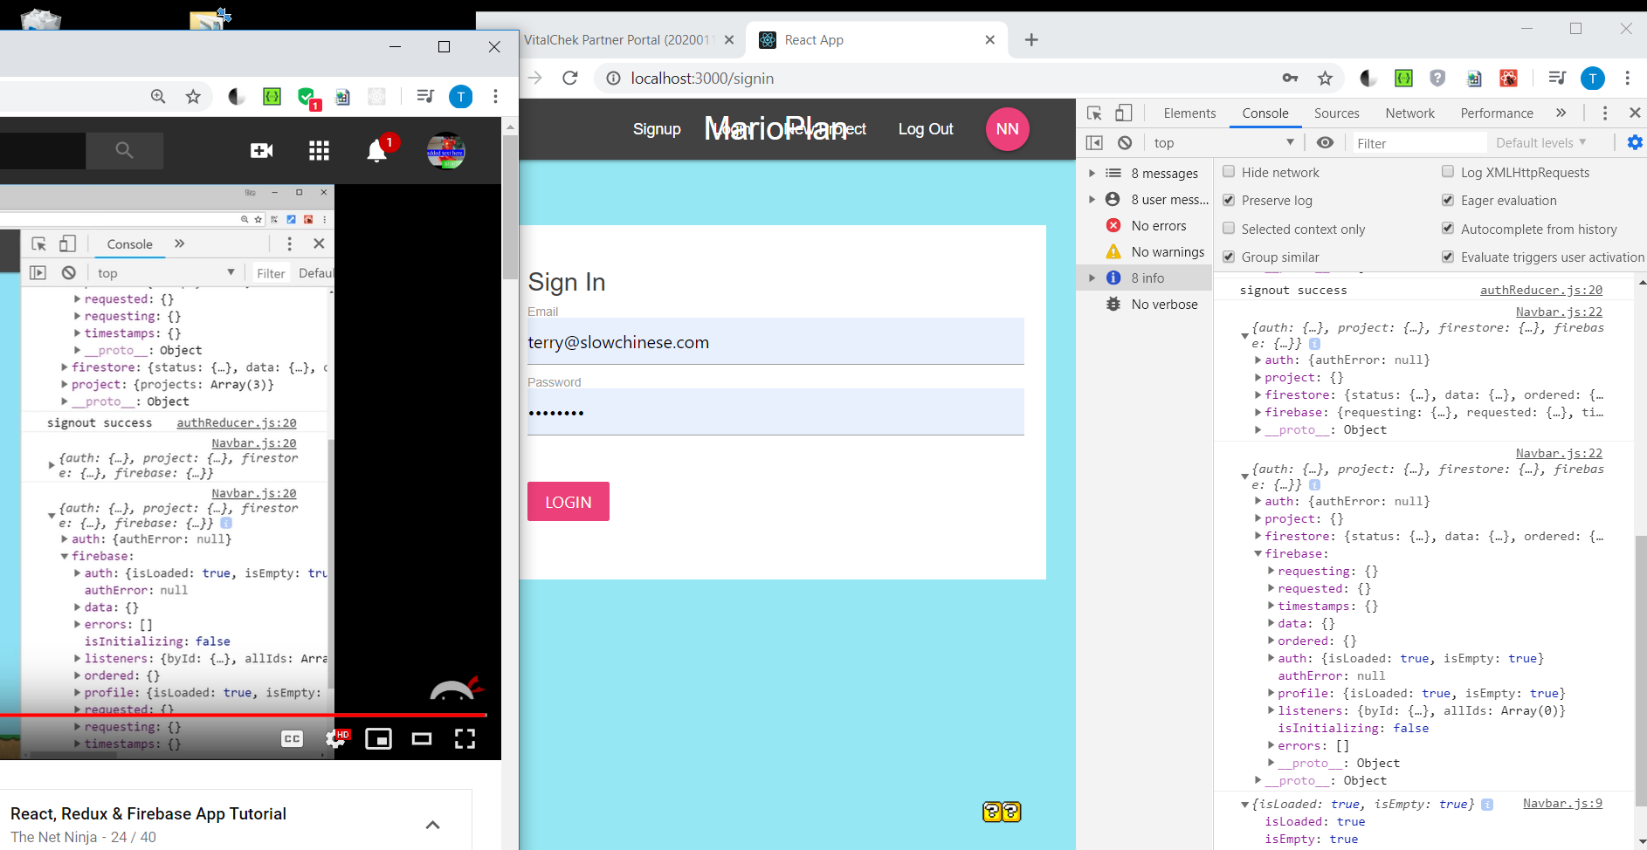 VitalChek Partner Portal (202001
React App
localhost:3000/signin
T
1
T
1
Signup
Login
MarioPlan
New Project
Log Out
NN
Elements
Console
Sources
Network
Performance
top
Filter
Default levels
8 messages
8 user mess...
No errors
No warnings
8 info
No verbose
Hide network
Log XMLHttpRequests
Preserve log
Eager evaluation
Selected context only
Autocomplete from history
Group similar
Evaluate triggers user activation
Console
top
Filter
Defau
requested: {}
requesting: {}
timestamps: {}
__proto__: Object
firestore: {status: {…}, data: {…}, o
project: {projects: Array(3)}
__proto__: Object
signout success authReducer.js:20
Navbar.js:20
{auth: {…}, project: {…}, firestor
e: {…}, firebase: {…}}
Navbar.js:20
{auth: {…}, project: {…}, firestor
e: {…}, firebase: {…}}
auth: {authError: null}
firebase:
auth: {isLoaded: true, isEmpty: tru
authError: null
data: {}
errors: []
isInitializing: false
listeners: {byId: {…}, allIds: Arra
ordered: {}
profile: {isLoaded: true, isEmpty:
requested: {}
requesting: {}
timestamps: {}
CC
HD
React, Redux & Firebase App Tutorial
The Net Ninja - 24 / 40
Sign In
Email
terry@slowchinese.com
Password
••••••••
LOGIN
??
signout success authReducer.js:20
Navbar.js:22
{auth: {…}, project: {…}, firestore: {…}, firebas
e: {…}}
auth: {authError: null}
project: {}
firestore: {status: {…}, data: {…}, ordered: {…
firebase: {requesting: {…}, requested: {…}, ti…
__proto__: Object
Navbar.js:22
{auth: {…}, project: {…}, firestore: {…}, firebas
e: {…}}
auth: {authError: null}
project: {}
firestore: {status: {…}, data: {…}, ordered: {…
firebase:
requesting: {}
requested: {}
timestamps: {}
data: {}
ordered: {}
auth: {isLoaded: true, isEmpty: true}
authError: null
profile: {isLoaded: true, isEmpty: true}
listeners: {byId: {…}, allIds: Array(0)}
isInitializing: false
errors: []
__proto__: Object
__proto__: Object
{isLoaded: true, isEmpty: true} Navbar.js:9
isLoaded: true
isEmpty: true